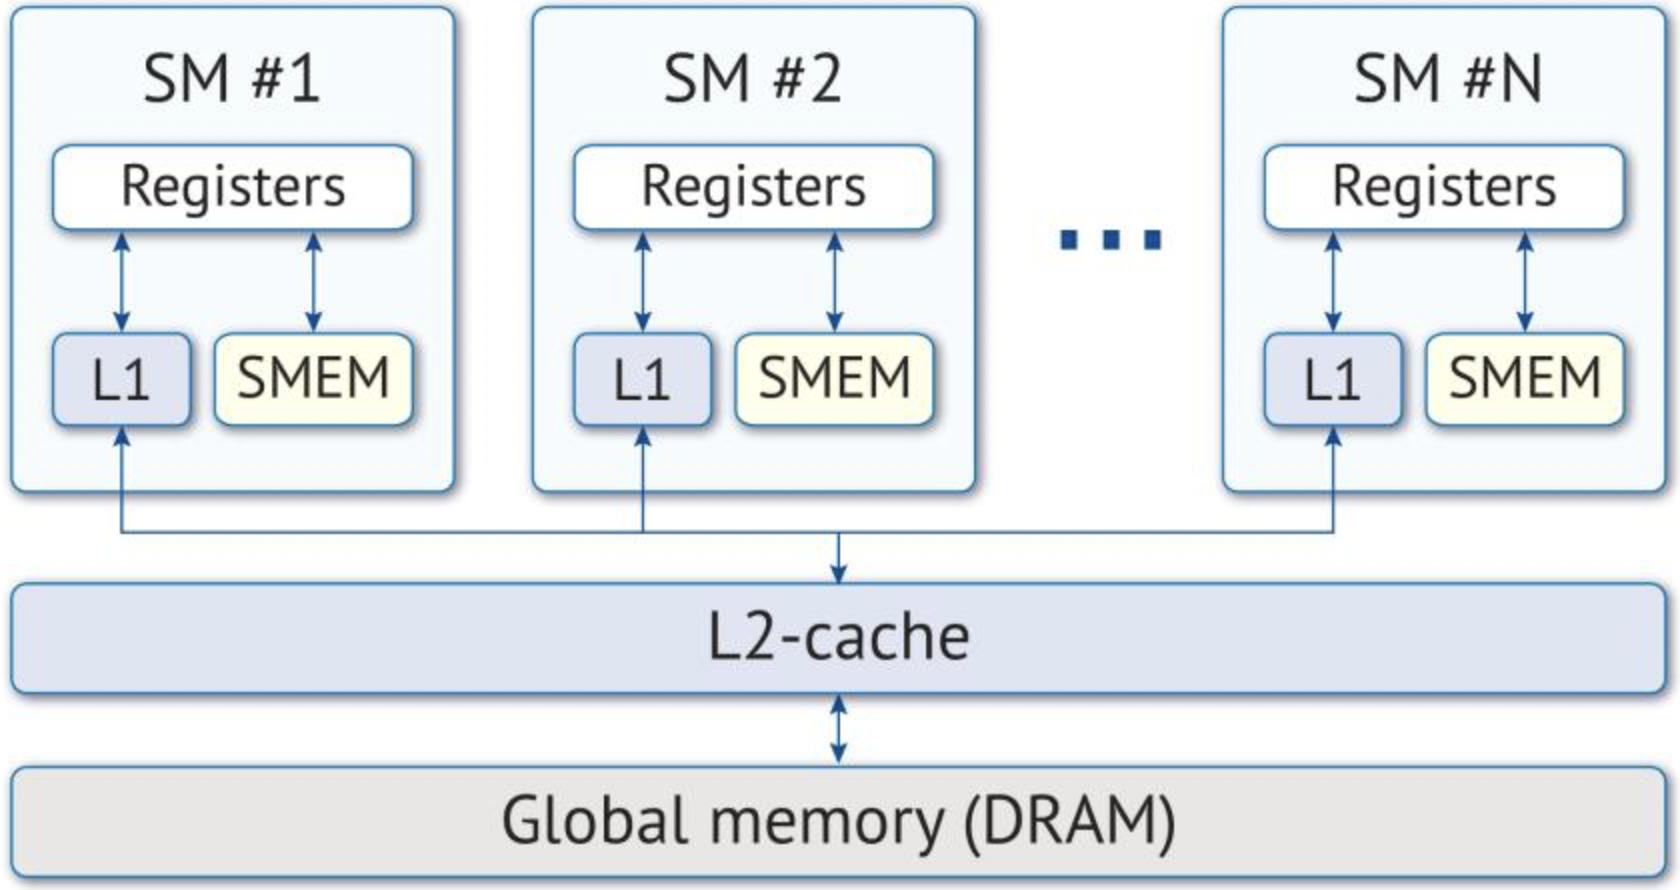 SM #1
Registers
L1
SMEM
SM #2
Registers
L1
SMEM
SM #N
Registers
L1
SMEM
L2-cache
Global memory (DRAM)